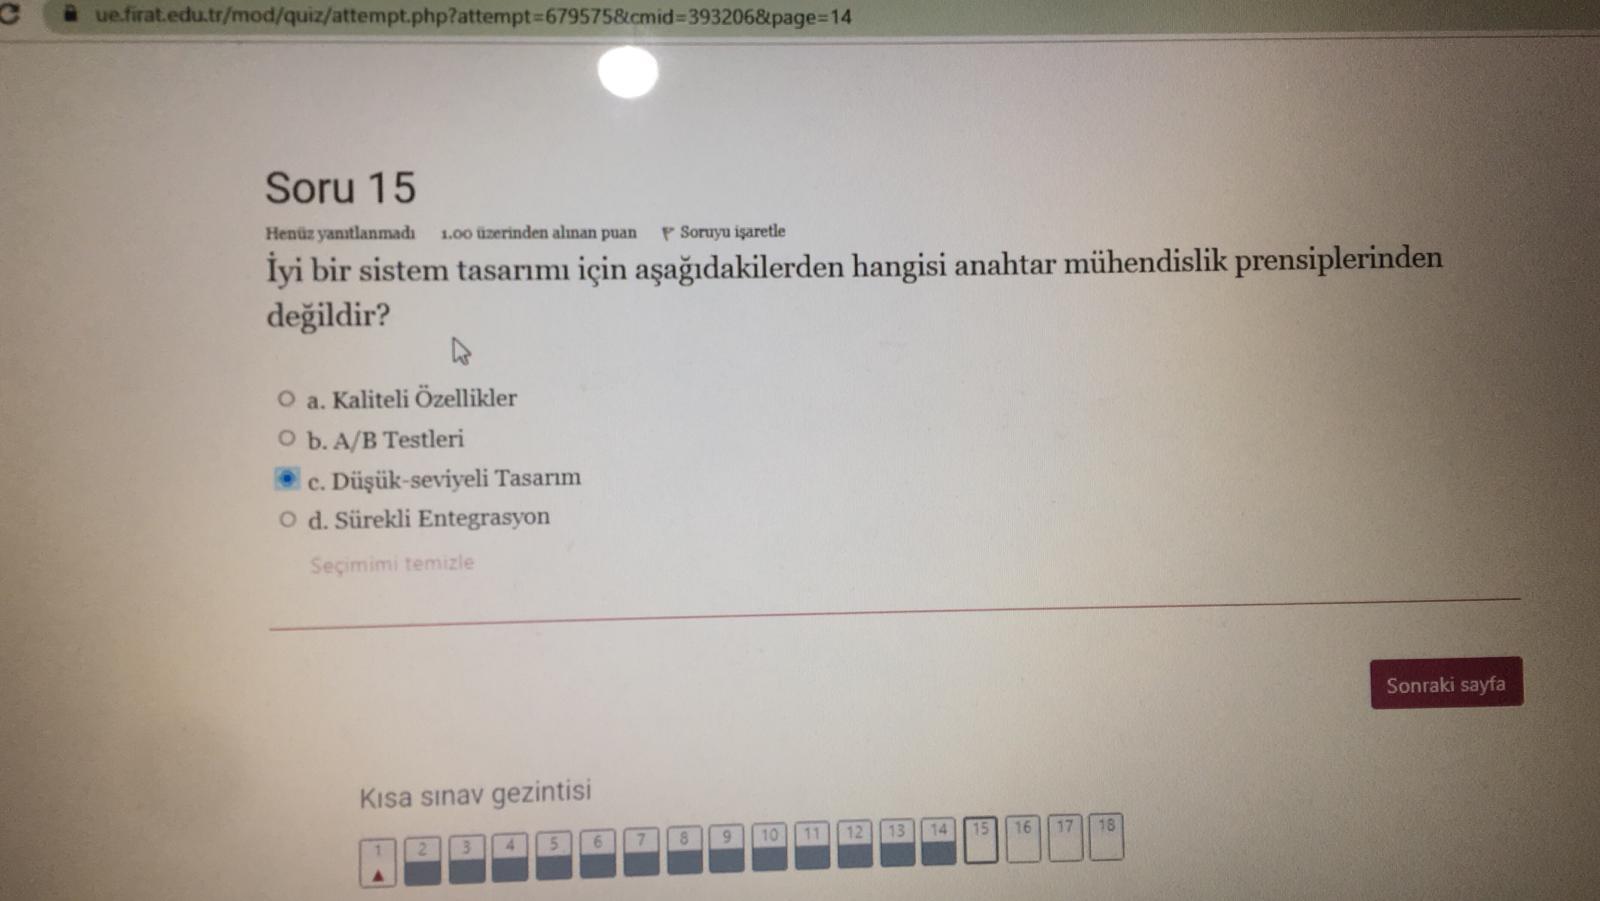 ue.firat.edu.tr/mod/quiz/attempt.php?attempt=679575&cmid=393206&page=14
Soru 15
Henüz yanıtlanmadı 1.00 üzerinden alınan puan Soruyu işaretle
İyi bir sistem tasarımı için aşağıdakilerden hangisi anahtar mühendislik prensiplerinden
değildir?
a. Kaliteli Özellikler
b. A/B Testleri
c. Düşük-seviyeli Tasarım
d. Sürekli Entegrasyon
Seçimimi temizle
Sonraki sayfa
Kısa sınav gezintisi
1 2 3 4 5 6 7 8 9 10 11 12 13 14 15 16 17 18